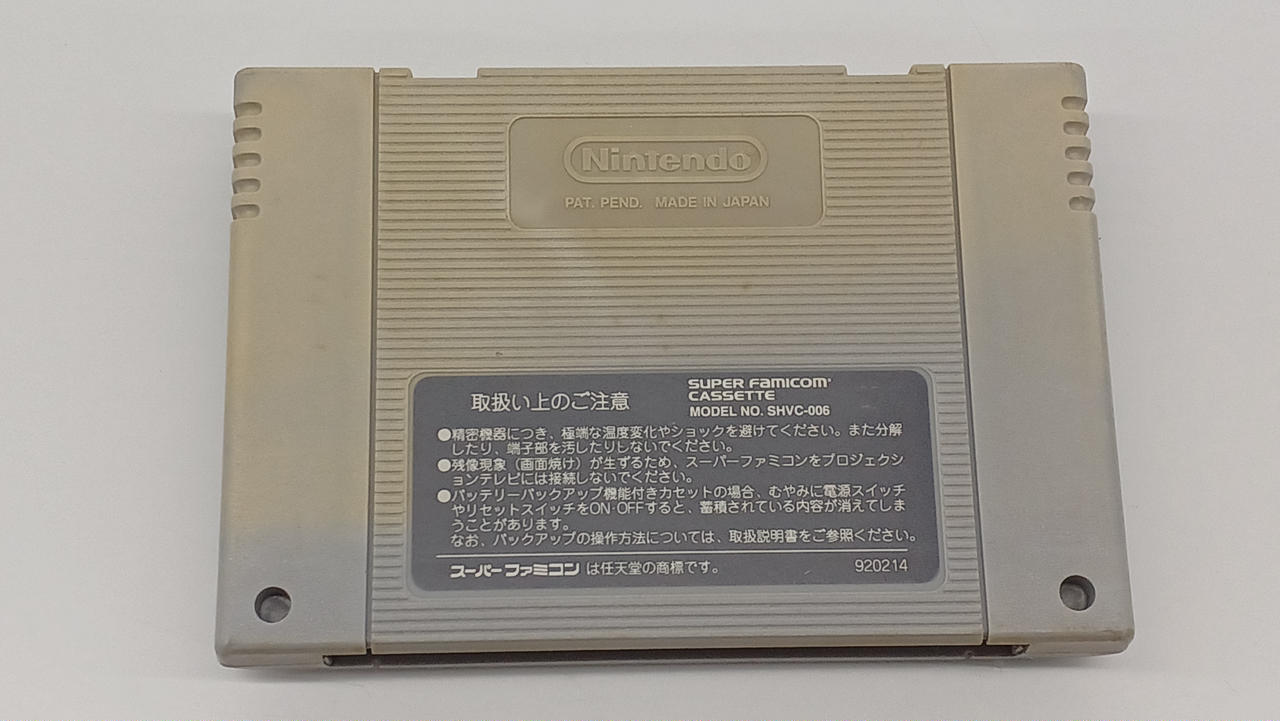 Nintendo
PAT. PEND. MADE IN JAPAN
取扱い上のご注意
SUPER FAMICOM
CASSETTE
MODEL NO. SHVC-006
●精密機器につき、極端な温度変化やショックを避けてください。また分解
したり、端子部を汚したりしないでください。
●残像現象（画面焼け）が生ずるため、スーパーファミコンをプロジェクシ
ョンテレビには接続しないでください。
●バッテリーバックアップ機能付きカセットの場合、むやみに電源スイッチ
やリセットスイッチをON・OFFすると、蓄積されている内容が消えてしま
うことがあります。
なお、バックアップの操作方法については、取扱説明書をご参照ください。
スーパーファミコン は任天堂の商標です。
920214